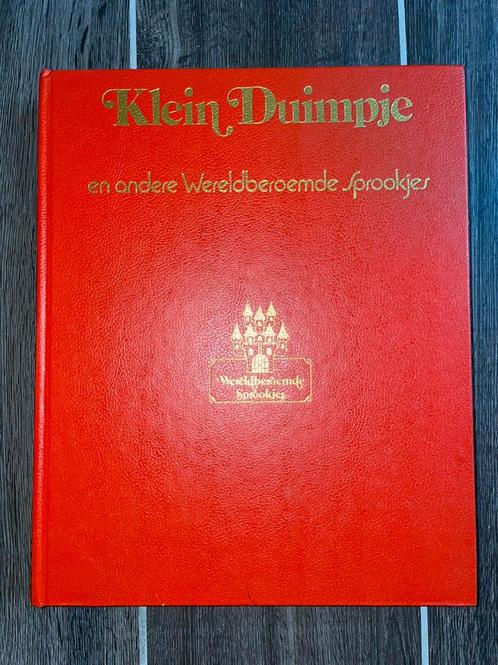 Klein Duimpje
en andere Wereldberoemde Sprookjes
Wereldberoemde
Sprookjes